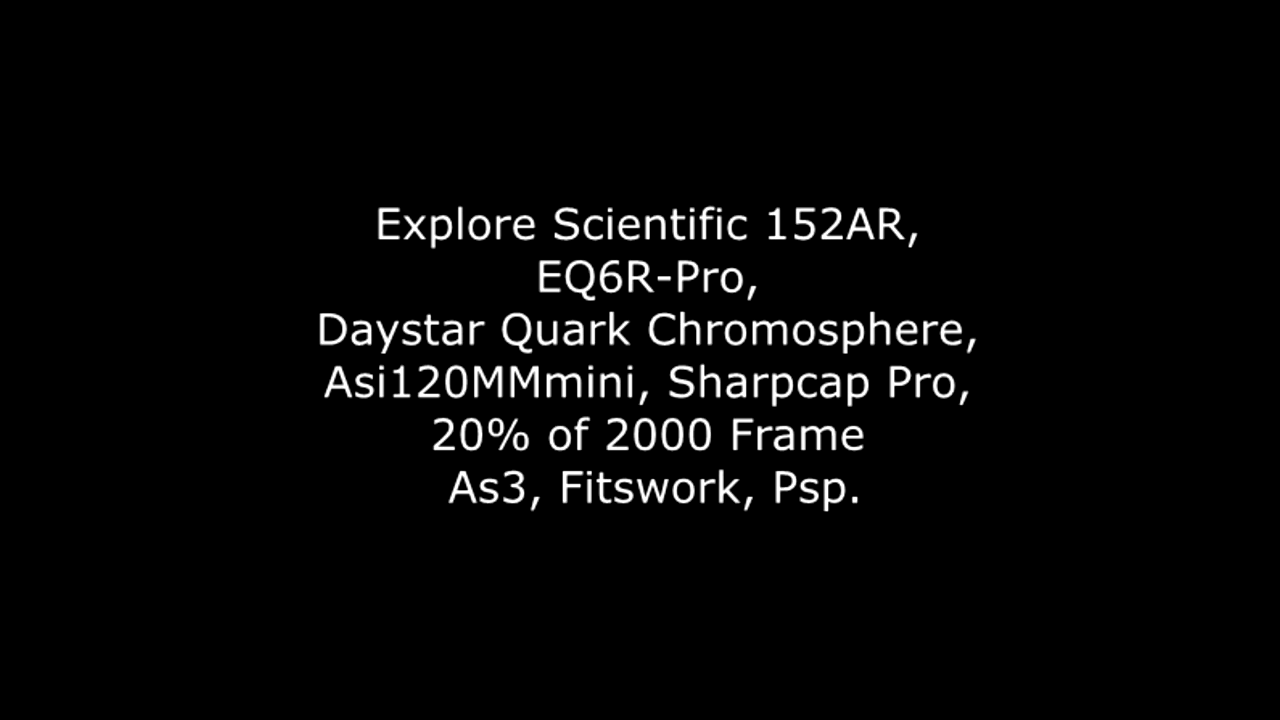 Explore Scientific 152AR,
EQ6R-Pro,
Daystar Quark Chromosphere,
Asi120MMmini, Sharpcap Pro,
20% of 2000 Frame
As3, Fitswork, Psp.